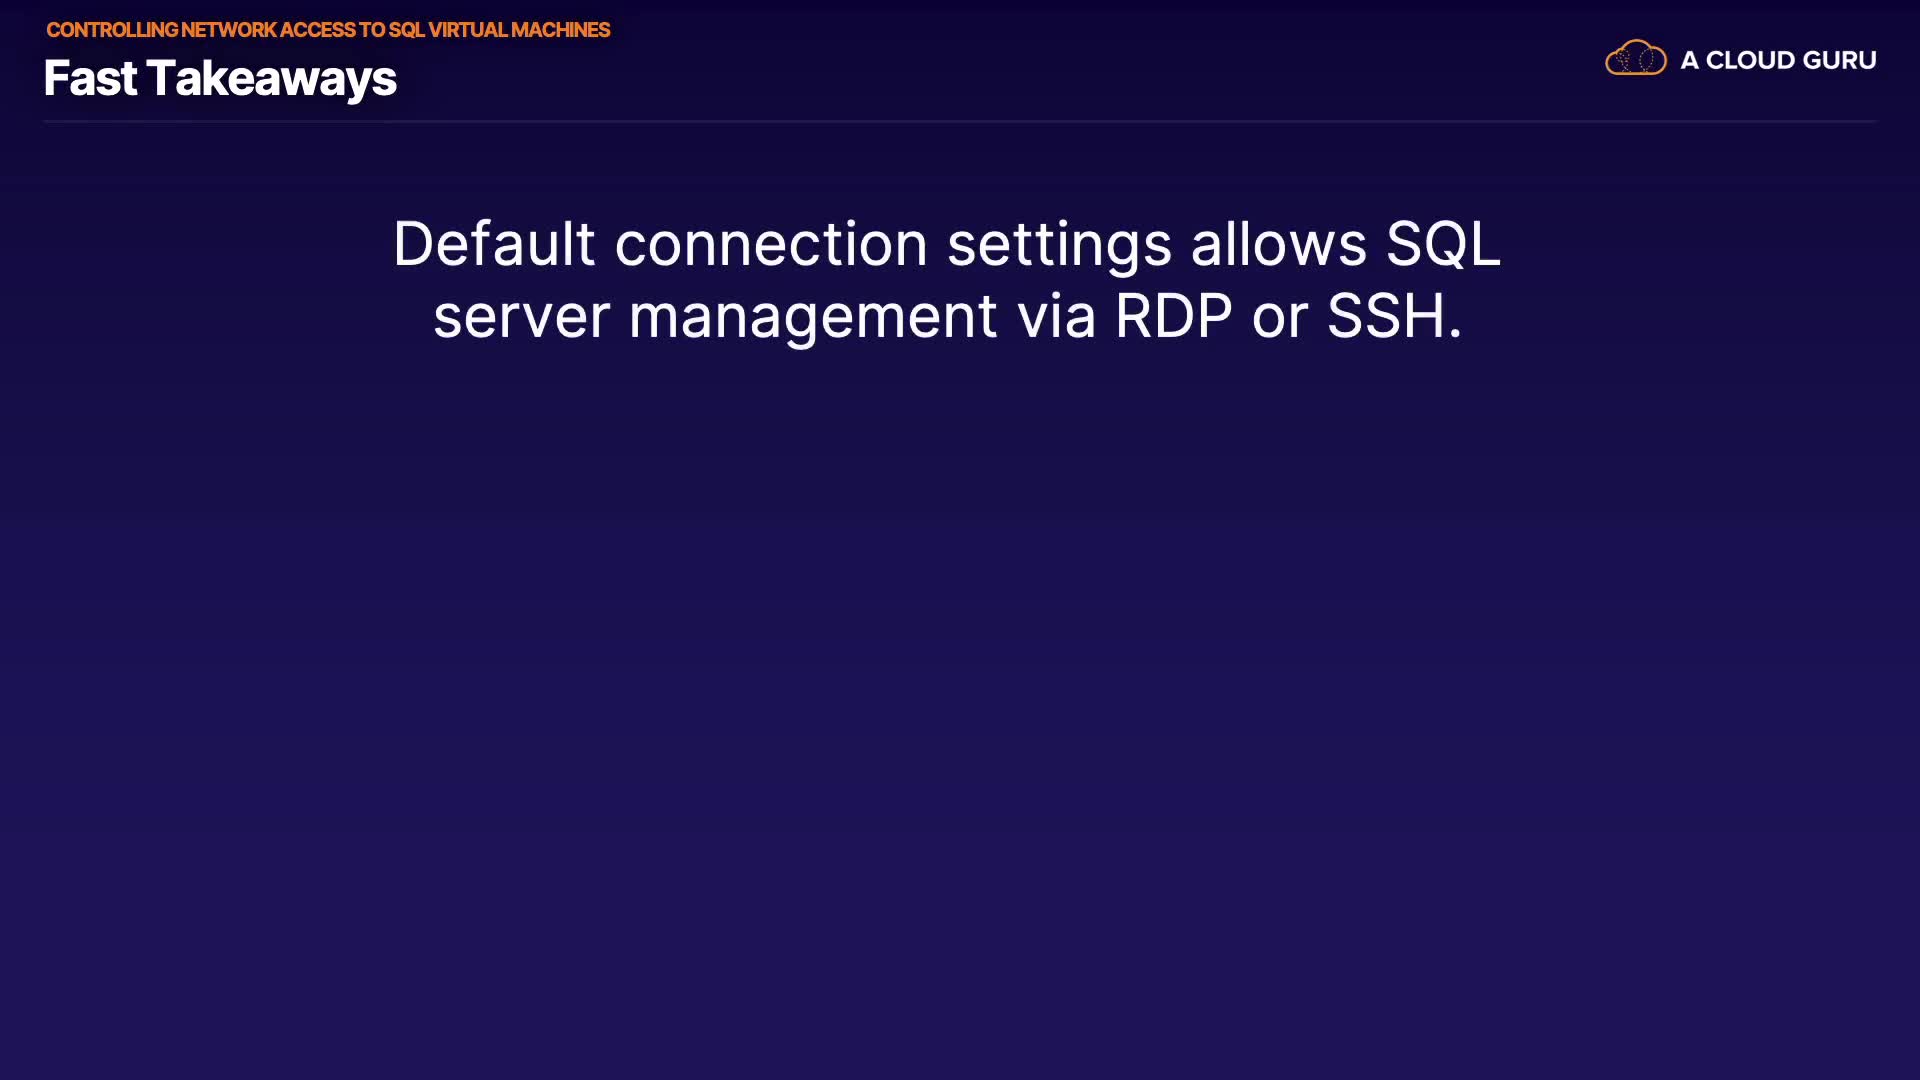 CONTROLLING NETWORK ACCESS TO SQL VIRTUAL MACHINES
Fast Takeaways
A CLOUD GURU
Default connection settings allows SQL
server management via RDP or SSH.